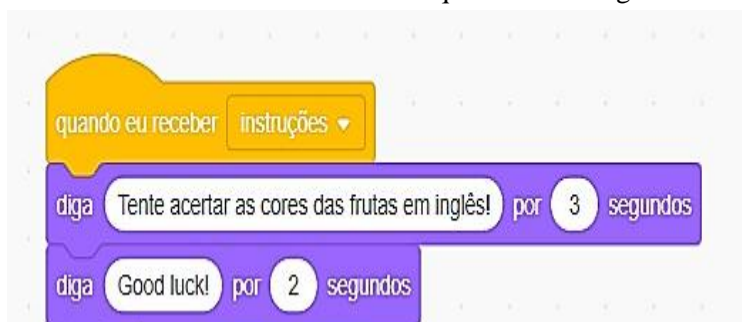 quando eu receber instruções
diga Tente acertar as cores das frutas em inglês! por 3 segundos
diga Good luck! por 2 segundos